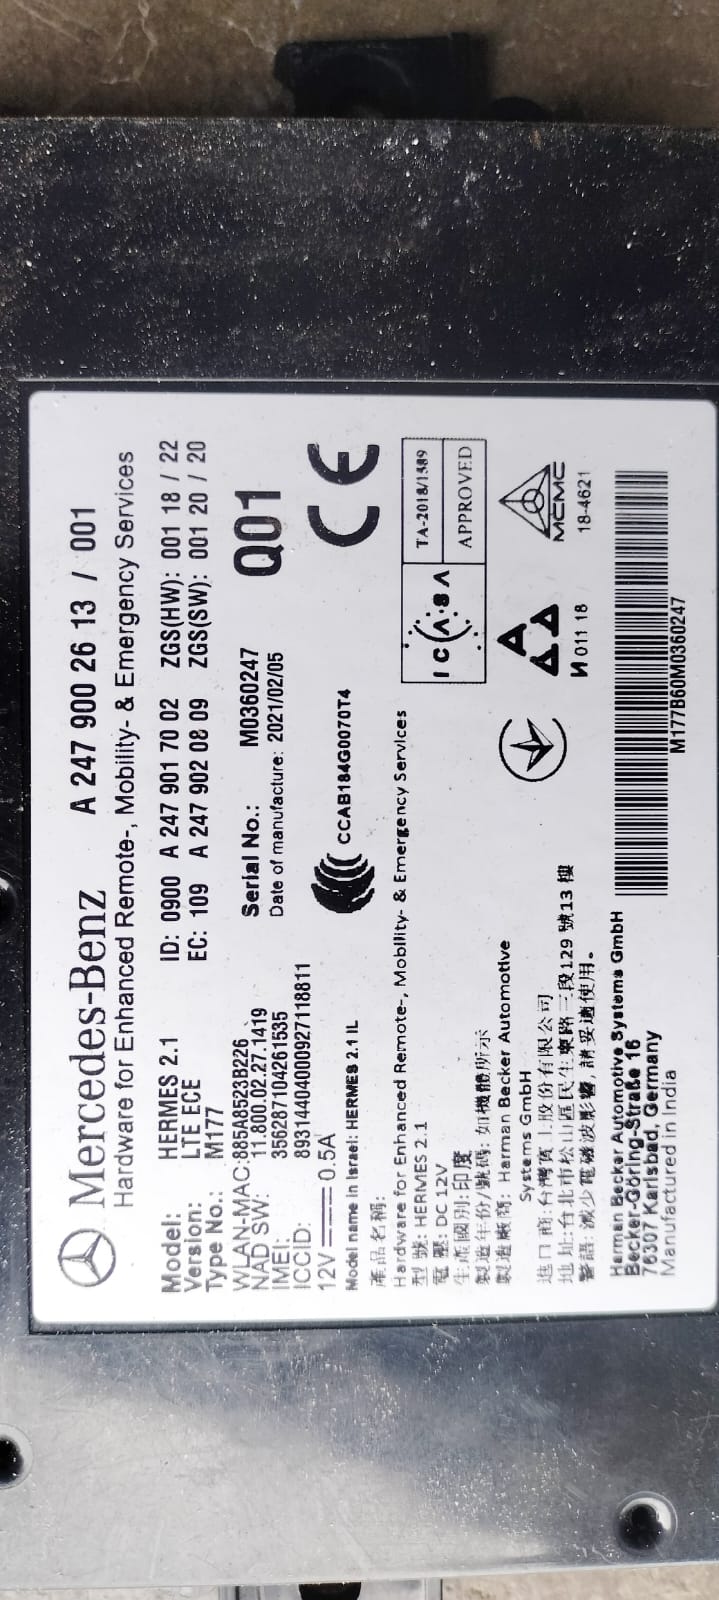 Mercedes-Benz A 247 900 26 13 / 001
Hardware for Enhanced Remote-, Mobility- & Emergency Services
Model: HERMES 2.1 ID: 0900 A 247 901 70 02 ZGS(HW): 001 18 / 22
Version: LTE ECE EC: 109 A 247 902 08 09 ZGS(SW): 001 20 / 20
Type No.: M177
WLAN-MAC:885A8523B226 Serial No.: M0360247 Q01
NAD SW: 11.800.02.27.1419 Date of manufacture: 2021/02/05
IMEI: 356287104261535
ICCID: 89314404000927118811
12V 0.5A CCAB184G0070T4 CE
Model name in Israel: HERMES 2.1 IL
產品名稱:
Hardware for Enhanced Remote-, Mobility- & Emergency Services
型號: HERMES 2.1
電壓: DC 12V
生產國別: 印度
製造年份/號碼: 如機體所示
製造廠商: Harman Becker Automotive
Systems GmbH
ICASA TA-2018/1389
APPROVED
進口商: 台灣賓士股份有限公司
地址: 台北市松山區民生東路三段129 號13 樓
警語: 減少電磁波影響, 請妥適使用。
И 011 18
MCMC
18-4621
Harman Becker Automotive Systems GmbH
Becker-Göring-Straße 16
76307 Karlsbad, Germany
Manufactured in India
M177B60M0360247